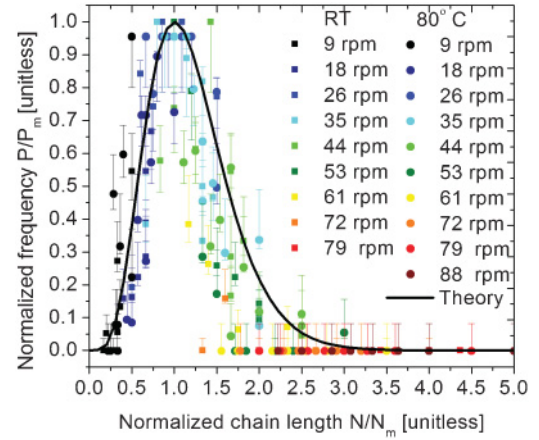 Normalized frequency P/Pm [unitless]
1.0
0.9
0.8
0.7
0.6
0.5
0.4
0.3
0.2
0.1
0.0
RT 80°C
9 rpm 9 rpm
18 rpm 18 rpm
26 rpm 26 rpm
35 rpm 35 rpm
44 rpm 44 rpm
53 rpm 53 rpm
61 rpm 61 rpm
72 rpm 72 rpm
79 rpm 79 rpm
88 rpm
Theory
0.0 0.5 1.0 1.5 2.0 2.5 3.0 3.5 4.0 4.5 5.0
Normalized chain length N/Nm [unitless]